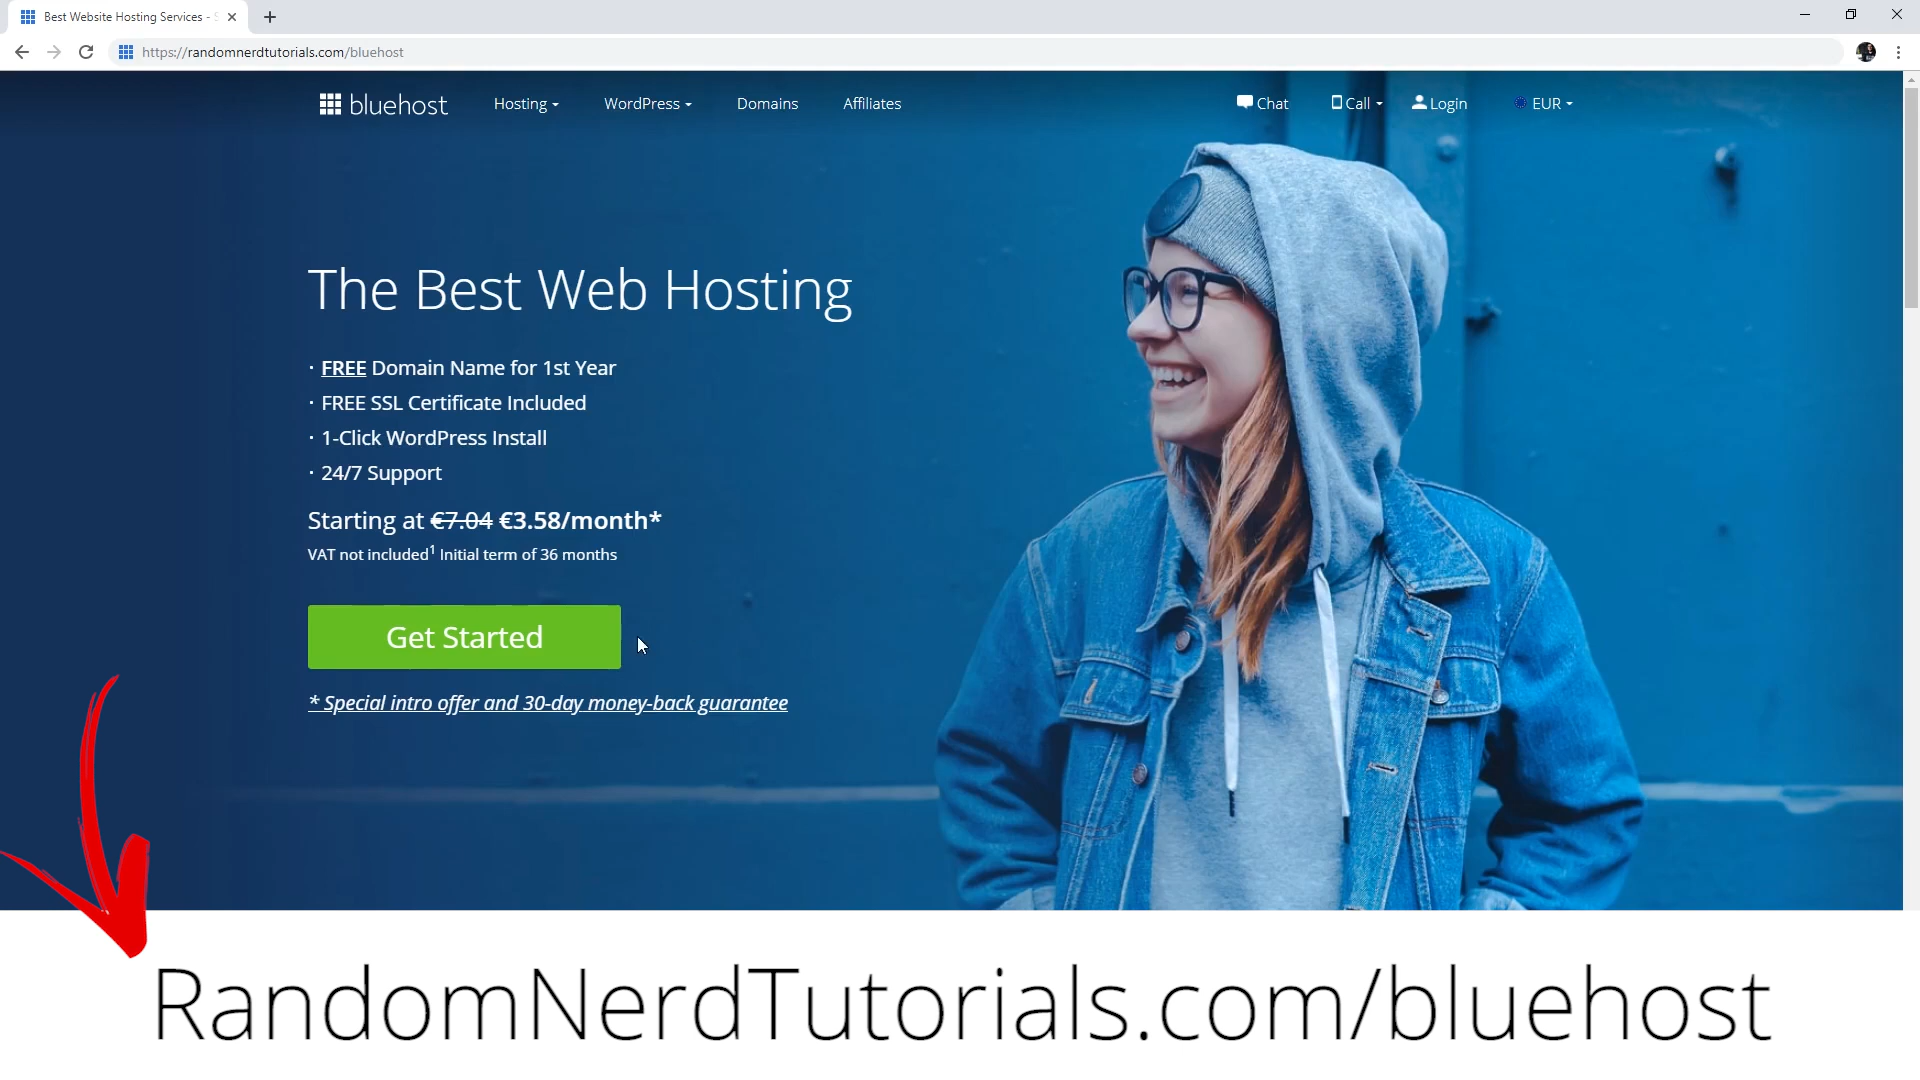 Best Website Hosting Services -
https://randomnerdtutorials.com/bluehost
bluehost Hosting WordPress Domains Affiliates Chat Call Login EUR
The Best Web Hosting
· FREE Domain Name for 1st Year
· FREE SSL Certificate Included
· 1-Click WordPress Install
· 24/7 Support
Starting at €7.04 €3.58/month*
VAT not included¹ Initial term of 36 months
Get Started
* Special intro offer and 30-day money-back guarantee
RandomNerdTutorials.com/bluehost